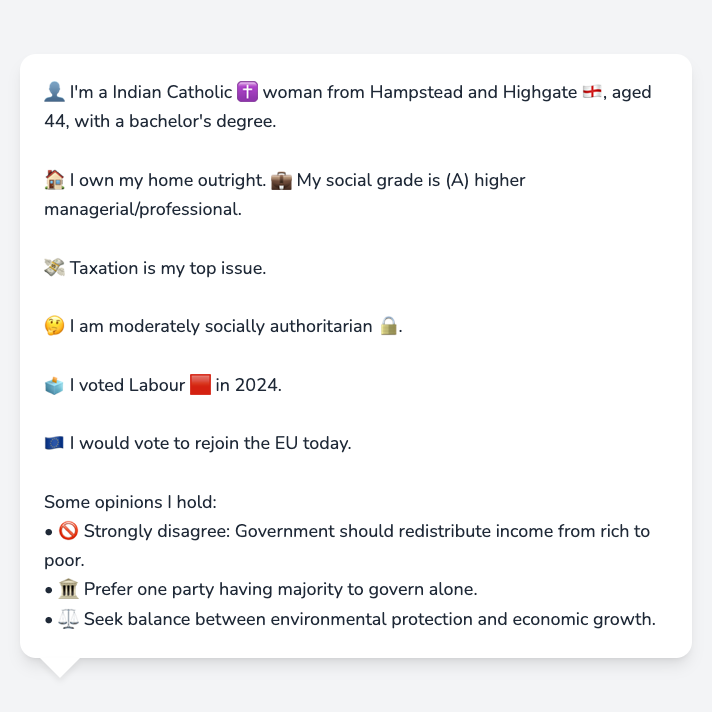 👤 I'm a Indian Catholic ✝️ woman from Hampstead and Highgate 🏴󠁧󠁢󠁥󠁮󠁧󠁿, aged
44, with a bachelor's degree.
🏠 I own my home outright. 💼 My social grade is (A) higher
managerial/professional.
💸 Taxation is my top issue.
🤔 I am moderately socially authoritarian 🔒.
🗳️ I voted Labour 🟥 in 2024.
🇪🇺 I would vote to rejoin the EU today.
Some opinions I hold:
• 🚫 Strongly disagree: Government should redistribute income from rich to
poor.
• 🏛️ Prefer one party having majority to govern alone.
• ⚖️ Seek balance between environmental protection and economic growth.